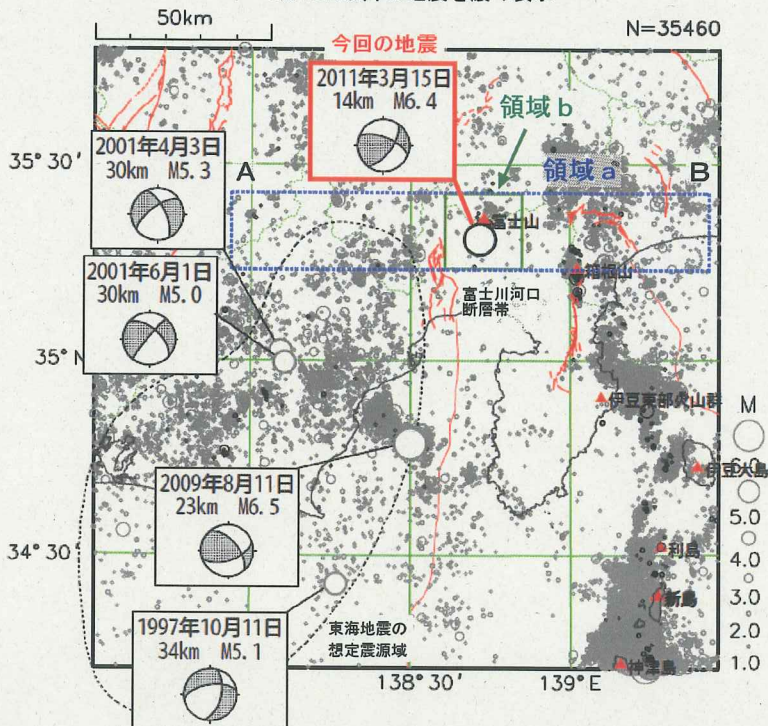 50km
N=35460
今回の地震
2011年3月15日
14km M6.4
領域b
2001年4月3日
30km M5.3
35° 30′
A
領域a
B
富士山
2001年6月1日
30km M5.0
箱根山
富士川河口
断層帯
35° N
伊豆東部火山群
M
2009年8月11日
23km M6.5
6.0
伊豆大島
5.0
34° 30′
4.0
利島
3.0
新島
1997年10月11日
34km M5.1
東海地震の
想定震源域
2.0
1.0
神津島
138° 30′
139° E